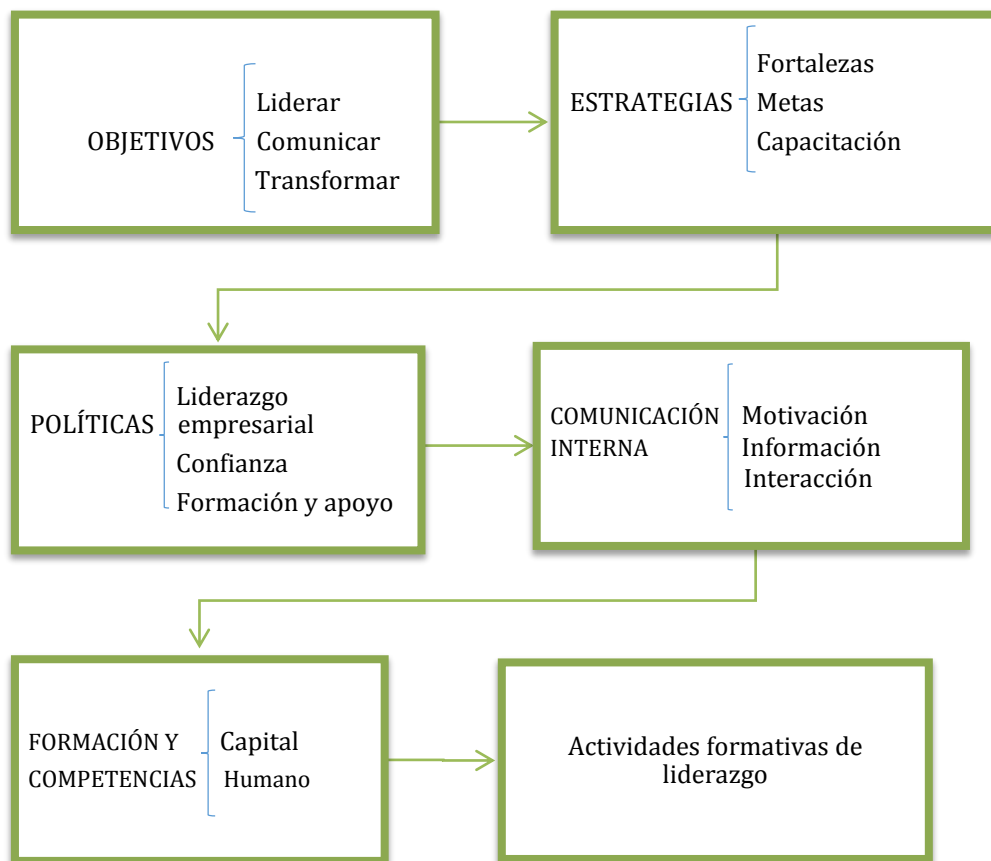 OBJETIVOS
Liderar
Comunicar
Transformar
ESTRATEGIAS
Fortalezas
Metas
Capacitación
POLÍTICAS
Liderazgo
empresarial
Confianza
Formación y apoyo
COMUNICACIÓN
INTERNA
Motivación
Información
Interacción
FORMACIÓN Y
COMPETENCIAS
Capital
Humano
Actividades formativas de
liderazgo